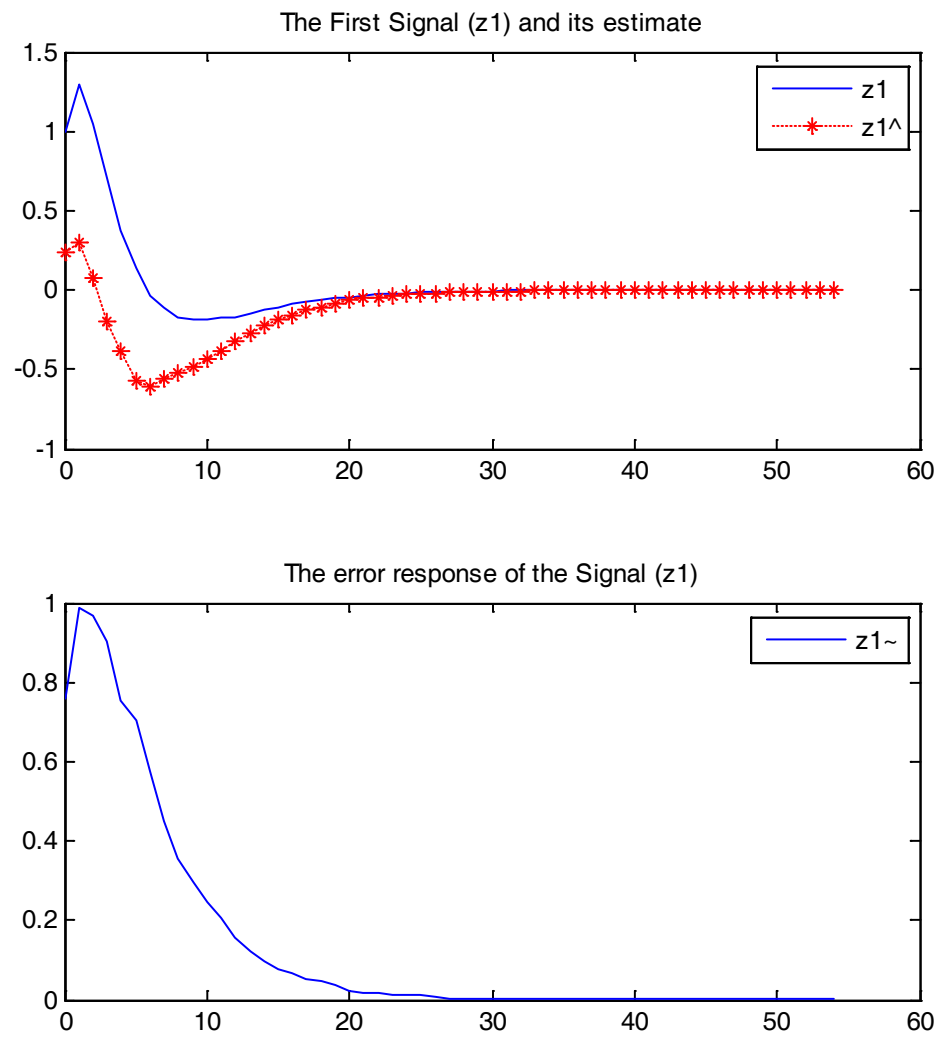 The First Signal (z1) and its estimate
1.5
1
0.5
0
-0.5
-1
z1
z1^
0 10 20 30 40 50 60
The error response of the Signal (z1)
1
0.8
0.6
0.4
0.2
0
z1~
0 10 20 30 40 50 60